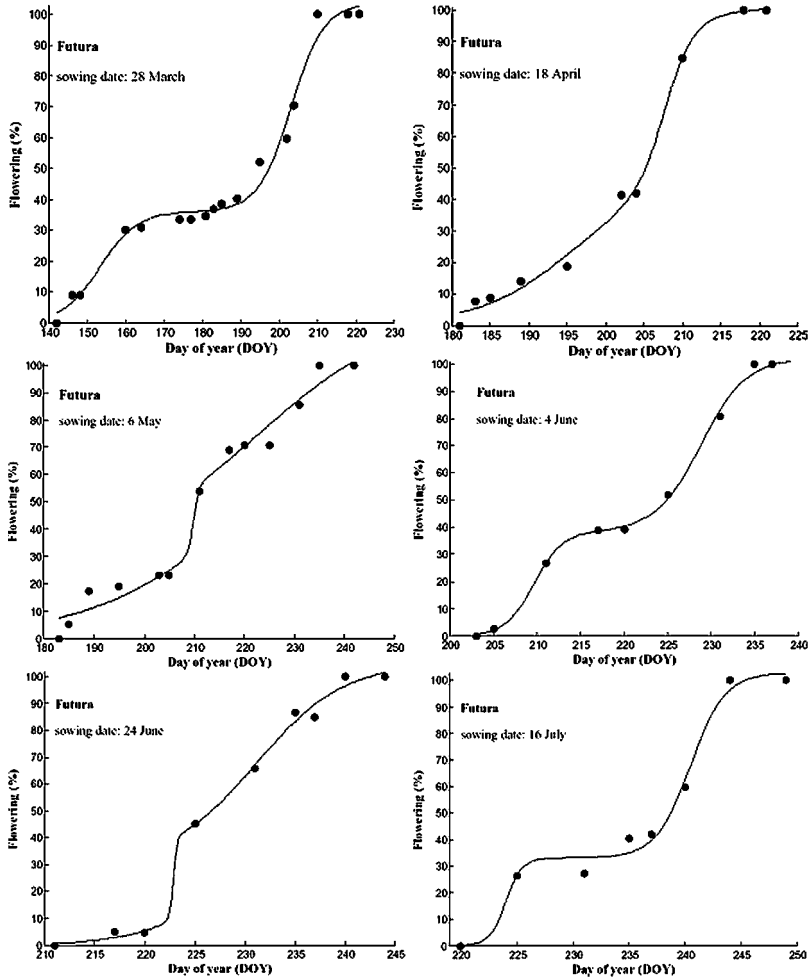 Futura
sowing date: 28 March
Flowering (%)
100
90
80
70
60
50
40
30
20
10
0
140 150 160 170 180 190 200 210 220 230
Day of year (DOY)
Futura
sowing date: 18 April
Flowering (%)
100
90
80
70
60
50
40
30
20
10
0
180 185 190 195 200 205 210 215 220 225
Day of year (DOY)
Futura
sowing date: 6 May
Flowering (%)
100
90
80
70
60
50
40
30
20
10
0
180 190 200 210 220 230 240 250
Day of year (DOY)
Futura
sowing date: 4 June
Flowering (%)
100
90
80
70
60
50
40
30
20
10
0
200 205 210 215 220 225 230 235 240
Day of year (DOY)
Futura
sowing date: 24 June
Flowering (%)
100
90
80
70
60
50
40
30
20
10
0
210 215 220 225 230 235 240 245
Day of year (DOY)
Futura
sowing date: 16 July
Flowering (%)
100
90
80
70
60
50
40
30
20
10
0
219 220 225 230 235 240 245 250
Day of year (DOY)